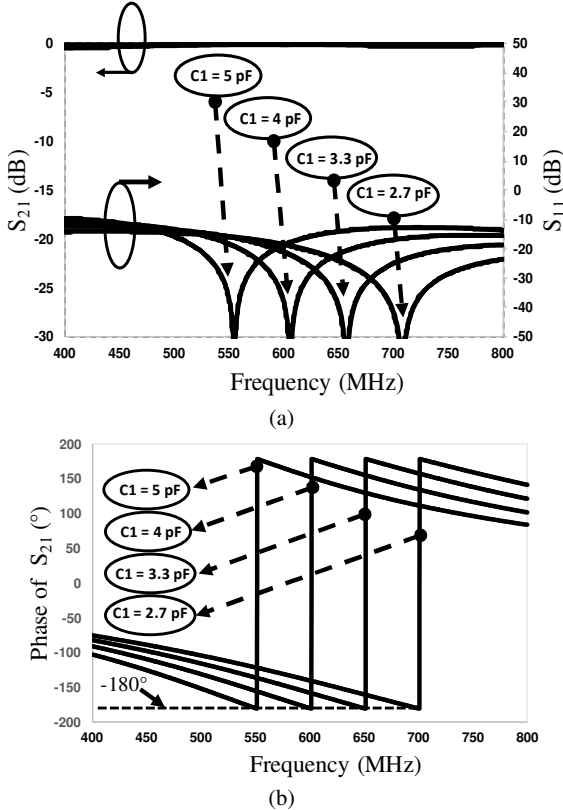 (a)
0
-5
-10
-15
-20
-25
-30
50
40
30
20
10
0
-10
-20
-30
-40
-50
S21 (dB)
S11 (dB)
C1 = 5 pF
C1 = 4 pF
C1 = 3.3 pF
C1 = 2.7 pF
400 450 500 550 600 650 700 750 800
Frequency (MHz)
(a)
200
150
100
50
0
-50
-100
-150
-200
Phase of S21 (°)
C1 = 5 pF
C1 = 4 pF
C1 = 3.3 pF
C1 = 2.7 pF
-180°
400 450 500 550 600 650 700 750 800
Frequency (MHz)
(b)